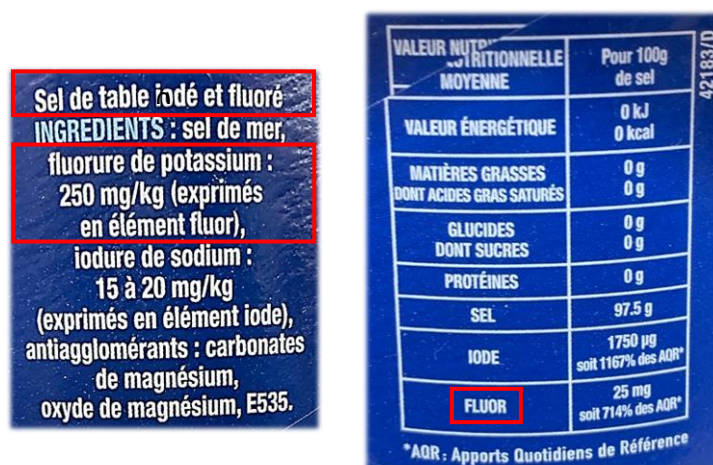 Sel de table iodé et fluoré
INGREDIENTS : sel de mer,
fluorure de potassium :
250 mg/kg (exprimés
en élément fluor),
iodure de sodium :
15 à 20 mg/kg
(exprimés en élément iode),
antiagglomérants : carbonates
de magnésium,
oxyde de magnésium, E535.
VALEUR NUTRITIONNELLE
MOYENNE
Pour 100g
de sel
VALEUR ÉNERGÉTIQUE
0 kJ
0 kcal
MATIÈRES GRASSES
DONT ACIDES GRAS SATURÉS
0 g
0 g
GLUCIDES
DONT SUCRES
0 g
0 g
PROTÉINES
0 g
SEL
97.5 g
IODE
1750 µg
soit 1167% des AQR*
FLUOR
25 mg
soit 714% des AQR*
*AQR : Apports Quotidiens de Référence
42183/D